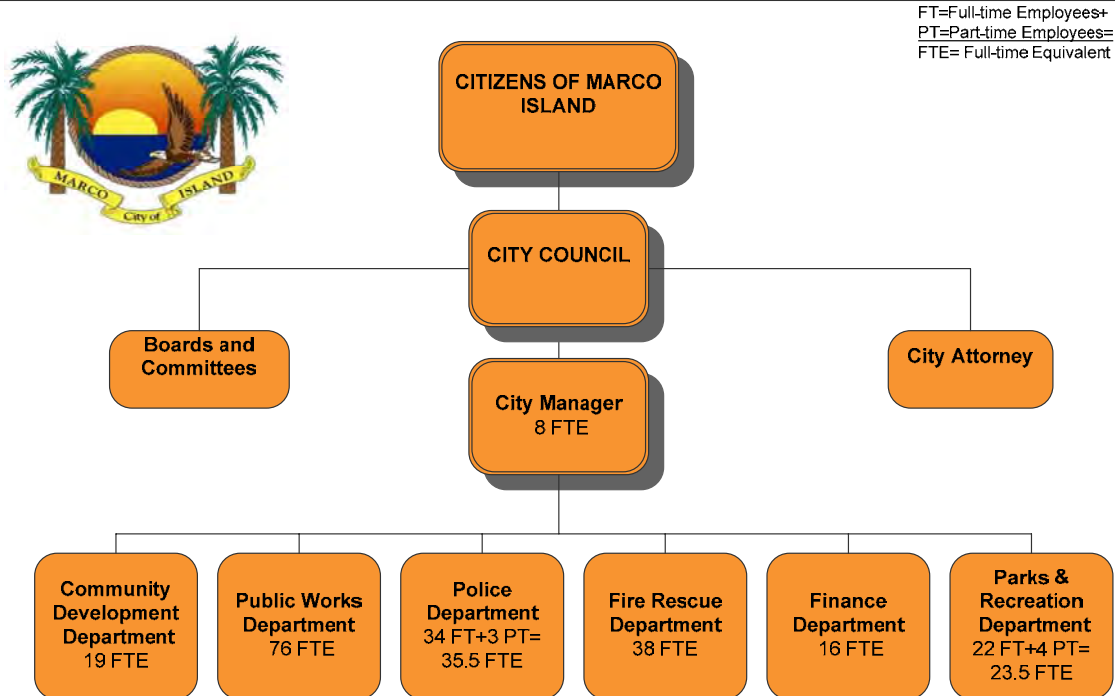 FT=Full-time Employees+
PT=Part-time Employees=
FTE= Full-time Equivalent
MARCO
City of
ISLAND
CITIZENS OF MARCO
ISLAND
CITY COUNCIL
Boards and
Committees
City Attorney
City Manager
8 FTE
Community
Development
Department
19 FTE
Public Works
Department
76 FTE
Police
Department
34 FT+3 PT=
35.5 FTE
Fire Rescue
Department
38 FTE
Finance
Department
16 FTE
Parks &
Recreation
Department
22 FT+4 PT=
23.5 FTE